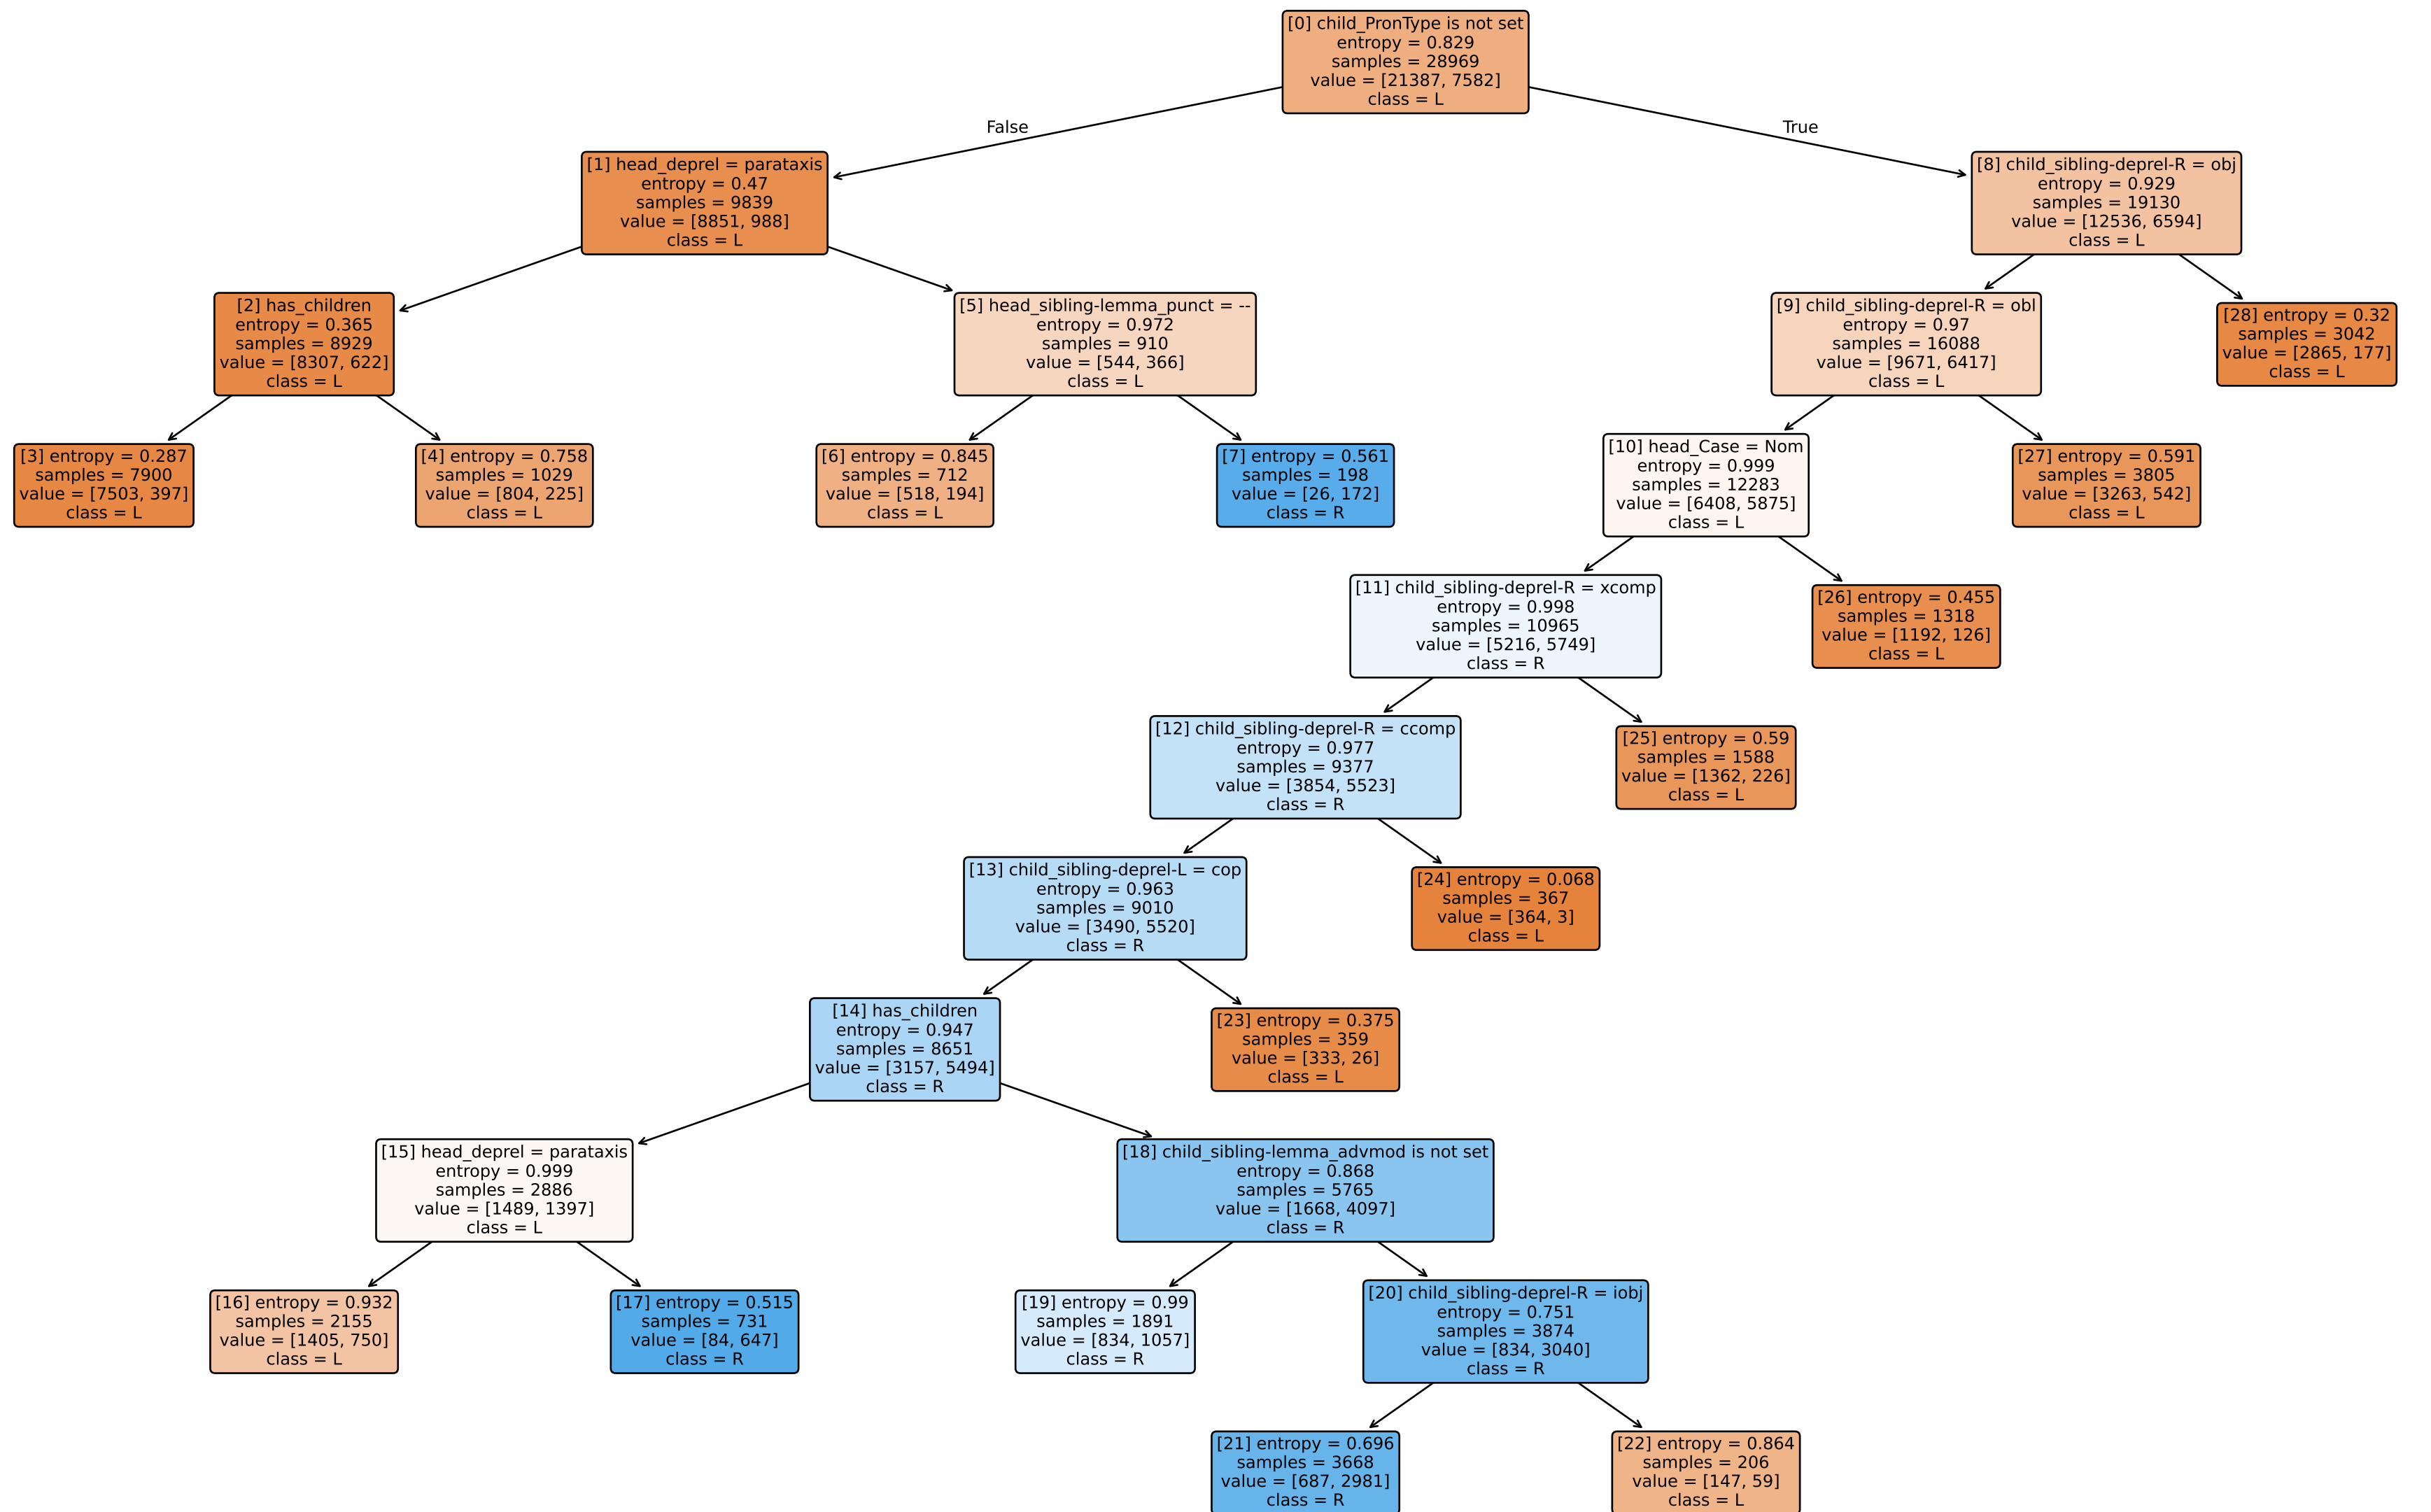 [0] child_PronType is not set
entropy = 0.829
samples = 28969
value = [21387, 7582]
class = L
False
True
[1] head_deprel = parataxis
entropy = 0.47
samples = 9839
value = [8851, 988]
class = L
[8] child_sibling-deprel-R = obj
entropy = 0.929
samples = 19130
value = [12536, 6594]
class = L
[2] has_children
entropy = 0.365
samples = 8929
value = [8307, 622]
class = L
[5] head_sibling-lemma_punct = --
entropy = 0.972
samples = 910
value = [544, 366]
class = L
[9] child_sibling-deprel-R = obl
entropy = 0.97
samples = 16088
value = [9671, 6417]
class = L
[28] entropy = 0.32
samples = 3042
value = [2865, 177]
class = L
[3] entropy = 0.287
samples = 7900
value = [7503, 397]
class = L
[4] entropy = 0.758
samples = 1029
value = [804, 225]
class = L
[6] entropy = 0.845
samples = 712
value = [518, 194]
class = L
[7] entropy = 0.561
samples = 198
value = [26, 172]
class = R
[10] head_Case = Nom
entropy = 0.999
samples = 12283
value = [6408, 5875]
class = L
[27] entropy = 0.591
samples = 3805
value = [3263, 542]
class = L
[11] child_sibling-deprel-R = xcomp
entropy = 0.998
samples = 10965
value = [5216, 5749]
class = R
[26] entropy = 0.455
samples = 1318
value = [1192, 126]
class = L
[12] child_sibling-deprel-R = ccomp
entropy = 0.977
samples = 9377
value = [3854, 5523]
class = R
[25] entropy = 0.59
samples = 1588
value = [1362, 226]
class = L
[13] child_sibling-deprel-L = cop
entropy = 0.963
samples = 9010
value = [3490, 5520]
class = R
[24] entropy = 0.068
samples = 367
value = [364, 3]
class = L
[14] has_children
entropy = 0.947
samples = 8651
value = [3157, 5494]
class = R
[23] entropy = 0.375
samples = 359
value = [333, 26]
class = L
[15] head_deprel = parataxis
entropy = 0.999
samples = 2886
value = [1489, 1397]
class = L
[18] child_sibling-lemma_advmod is not set
entropy = 0.868
samples = 5765
value = [1668, 4097]
class = R
[16] entropy = 0.932
samples = 2155
value = [1405, 750]
class = L
[17] entropy = 0.515
samples = 731
value = [84, 647]
class = R
[19] entropy = 0.99
samples = 1891
value = [834, 1057]
class = R
[20] child_sibling-deprel-R = iobj
entropy = 0.751
samples = 3874
value = [834, 3040]
class = R
[21] entropy = 0.696
samples = 3668
value = [687, 2981]
class = R
[22] entropy = 0.864
samples = 206
value = [147, 59]
class = L